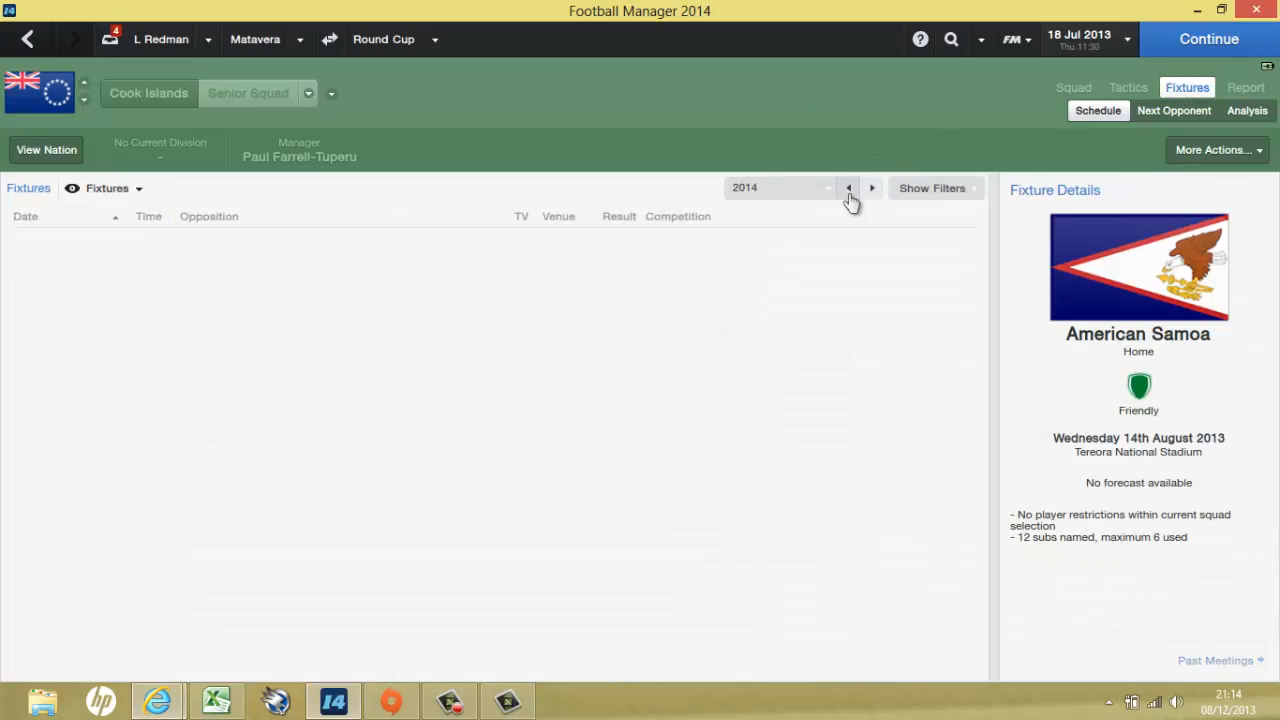 Football Manager 2014
4
L Redman
Matavera
Round Cup
FM
18 Jul 2013
Thu 11:30
Continue
Cook Islands
Senior Squad
Squad
Tactics
Fixtures
Report
Schedule
Next Opponent
Analysis
View Nation
No Current Division
-
Manager
Paul Farrell-Tuperu
More Actions...
Fixtures
Fixtures
2014
Show Filters
Date
Time
Opposition
TV
Venue
Result
Competition
Fixture Details
American Samoa
Home
Friendly
Wednesday 14th August 2013
Tereora National Stadium
No forecast available
- No player restrictions within current squad
selection
- 12 subs named, maximum 6 used
Past Meetings
hp
14
21:14
08/12/2013